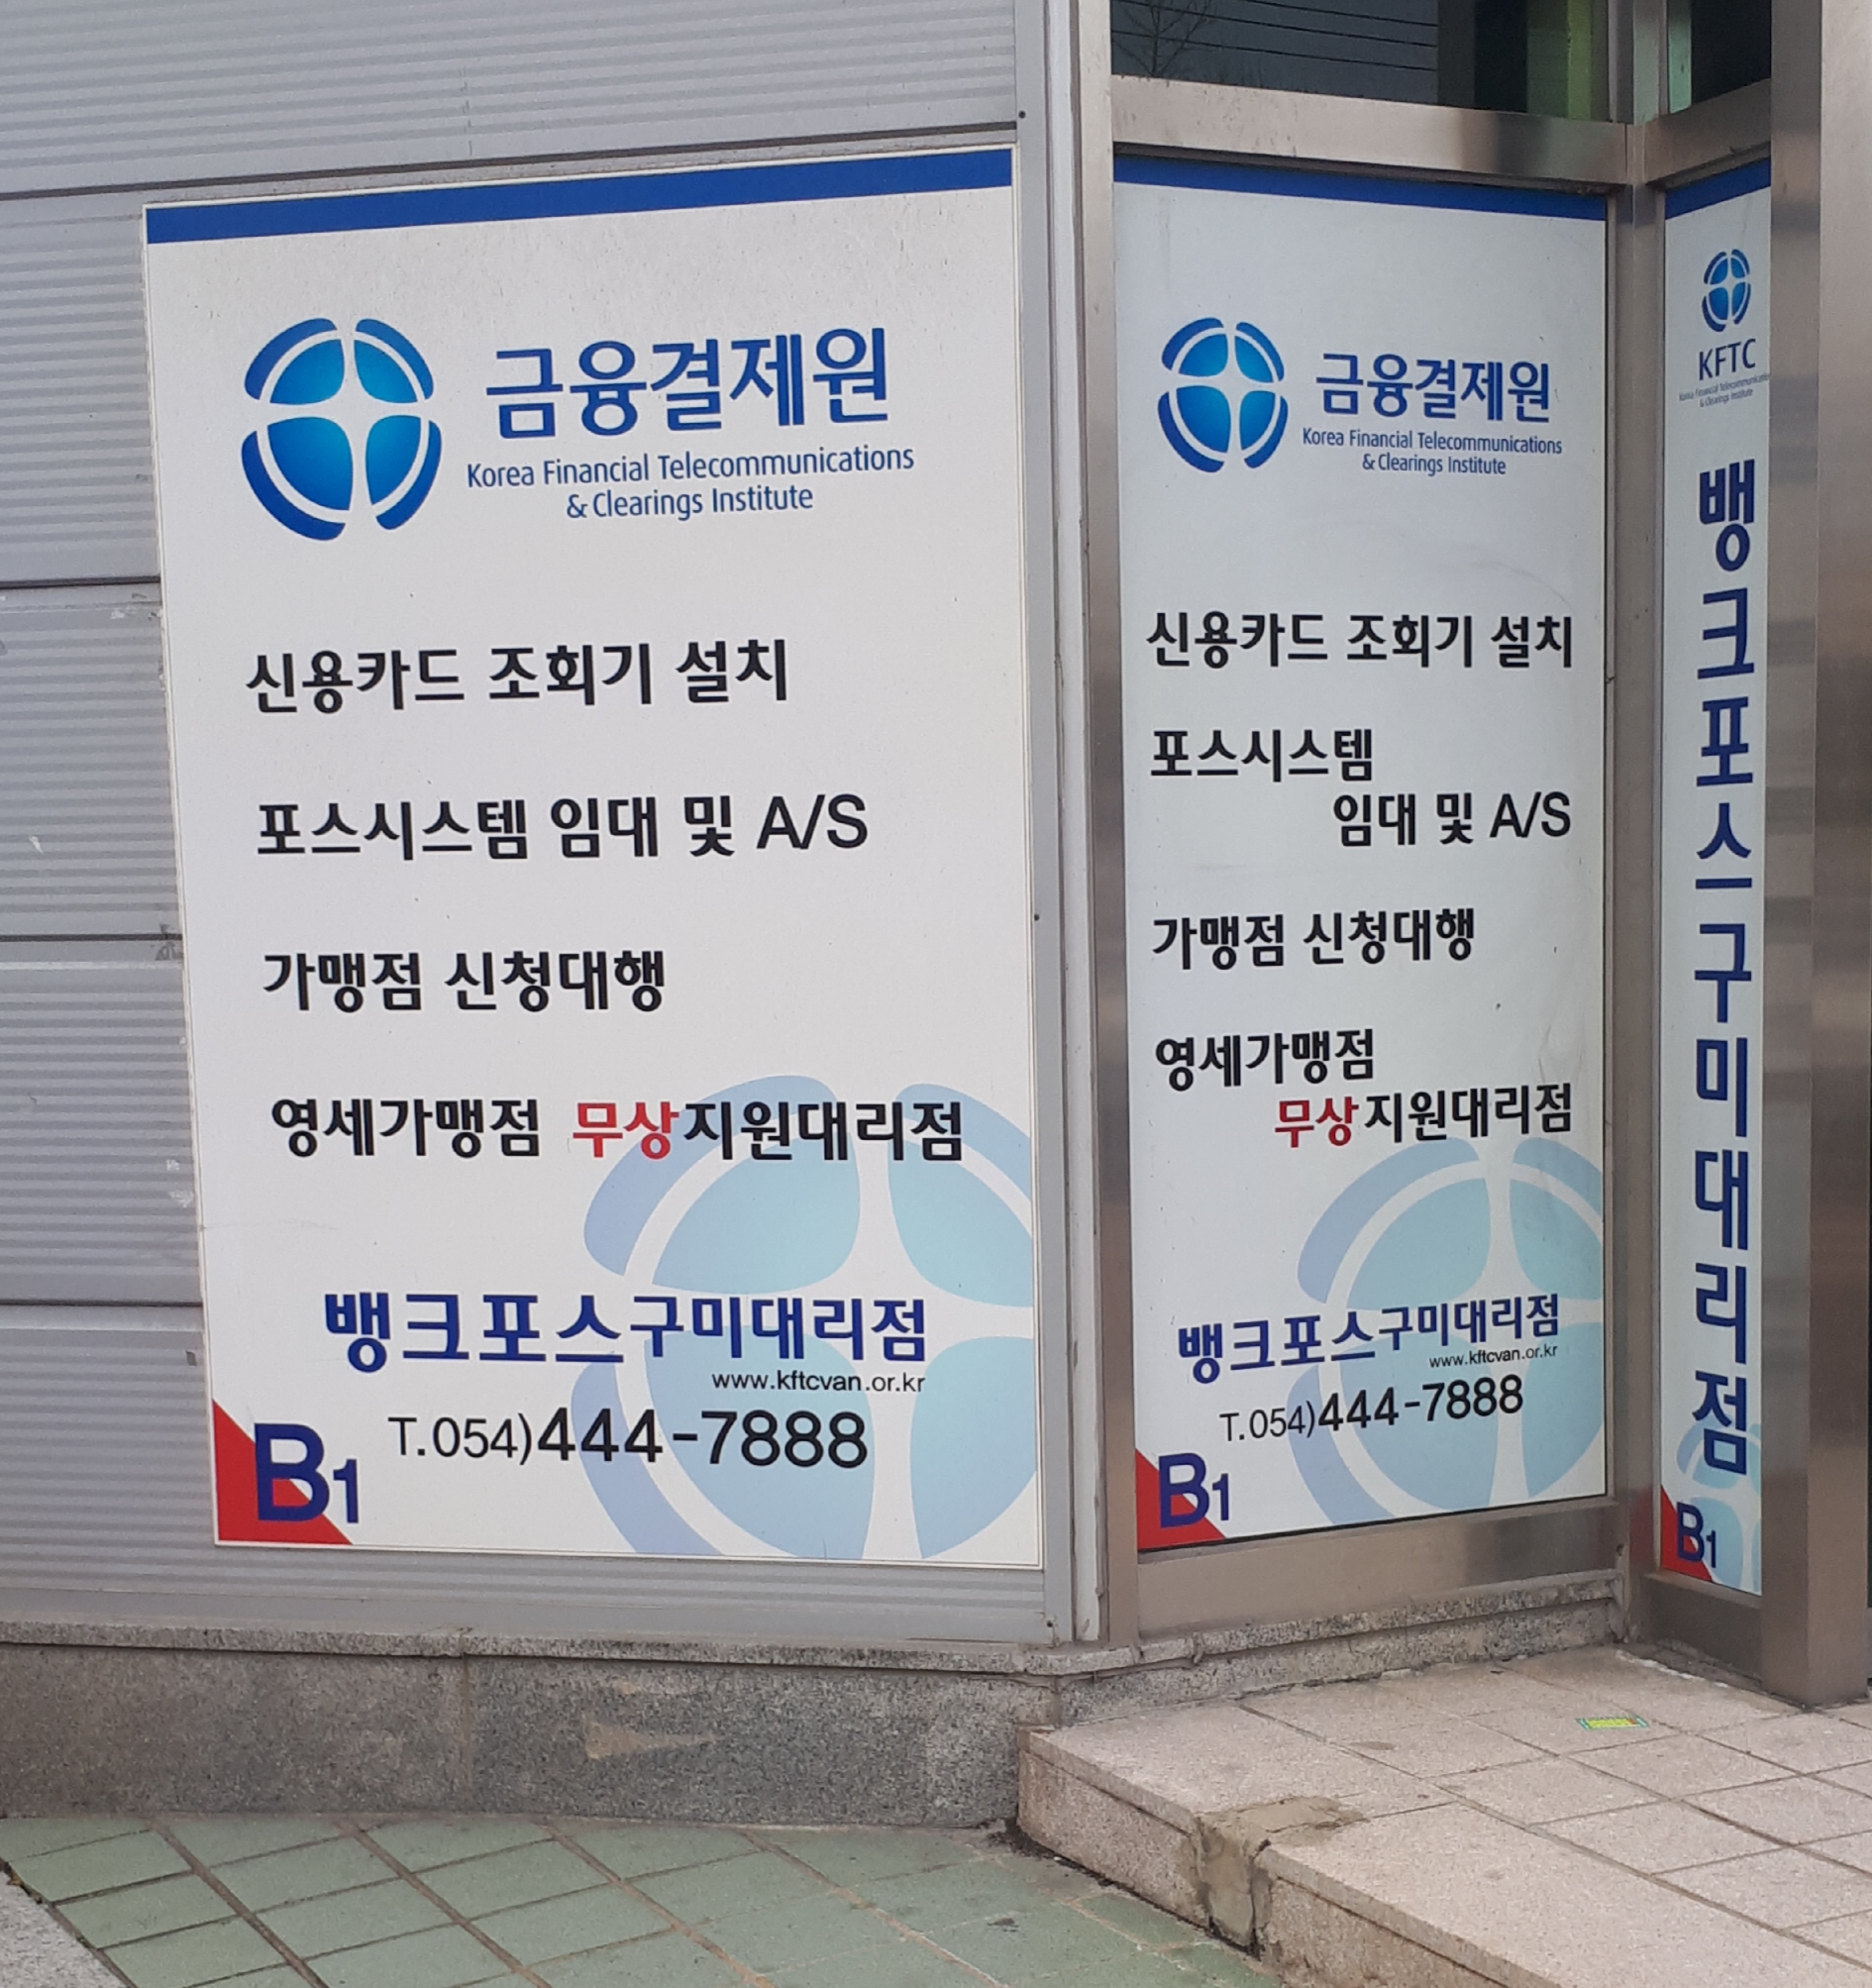 금융결제원
Korea Financial Telecommunications
& Clearings Institute
신용카드 조회기 설치
포스시스템 임대 및 A/S
가맹점 신청대행
영세가맹점 무상지원대리점
뱅크포스구미대리점
www.kftcvan.or.kr
T.054)444-7888
B1
금융결제원
Korea Financial Telecommunications
& Clearings Institute
신용카드 조회기 설치
포스시스템
임대 및 A/S
가맹점 신청대행
영세가맹점
무상지원대리점
뱅크포스구미대리점
www.kftcvan.or.kr
T.054)444-7888
B1
KFTC
Korea Financial Telecommunications
& Clearings Institute
뱅크포스구미대리점
B1